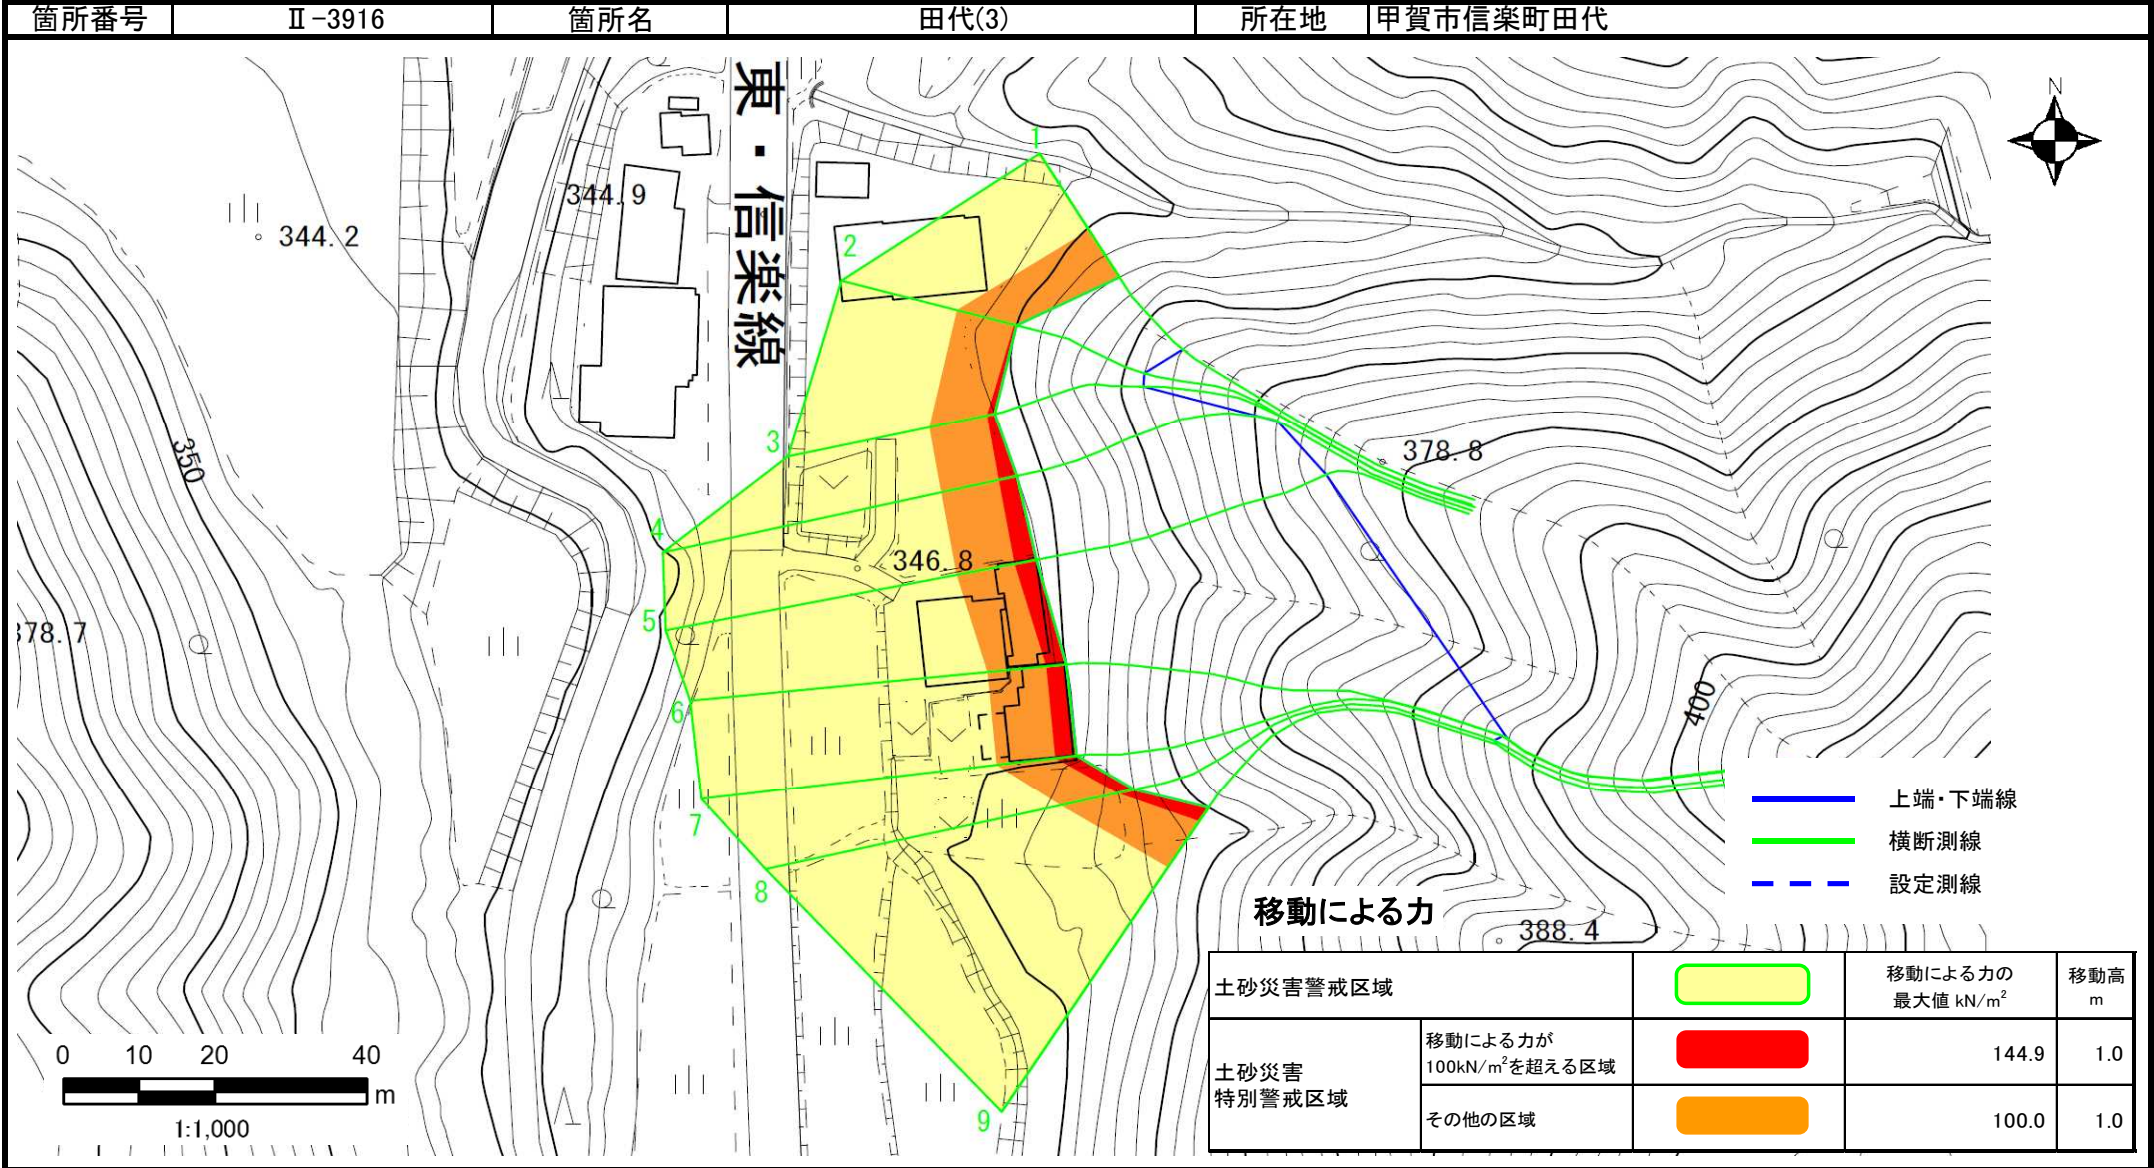 箇所番号 Ⅱ-3916 箇所名 田代(3) 所在地 甲賀市信楽町田代
東・信楽線
N
1
2
3
4
5
6
7
8
9
344.9
344.2
350
378.7
346.8
378.8
400
388.4
上端・下端線
横断測線
設定測線
移動による力
土砂災害警戒区域
移動による力の
最大値 kN/m²
移動高
m
土砂災害
特別警戒区域
移動による力が
100kN/m²を超える区域
144.9 1.0
その他の区域
100.0 1.0
0 10 20 40
m
1:1,000